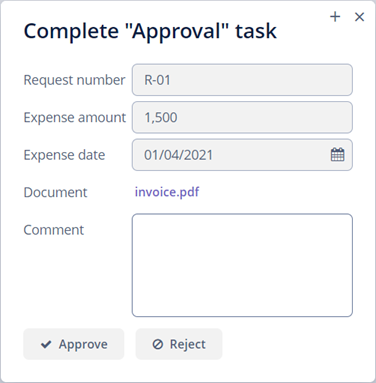 Complete "Approval" task
Request number R-01
Expense amount 1,500
Expense date 01/04/2021
Document invoice.pdf
Comment
Approve Reject